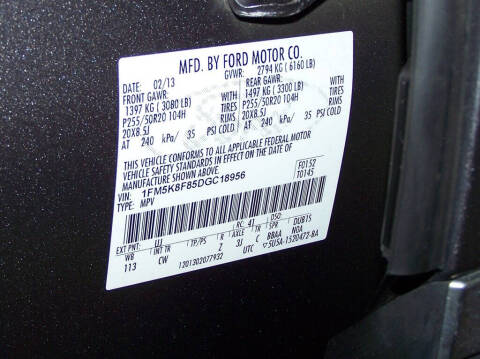 MFD. BY FORD MOTOR CO.
DATE: 02/13 GVWR: 2794 KG ( 6160 LB)
FRONT GAWR: REAR GAWR:
1397 KG ( 3080 LB) WITH 1497 KG ( 3300 LB) WITH
P255/50R20 104H TIRES P255/50R20 104H TIRES
20X8.5J RIMS 20X8.5J RIMS
AT 240 kPa/ 35 PSI COLD AT 240 kPa/ 35 PSI COLD
THIS VEHICLE CONFORMS TO ALL APPLICABLE FEDERAL MOTOR
VEHICLE SAFETY STANDARDS IN EFFECT ON THE DATE OF
MANUFACTURE SHOWN ABOVE.
VIN: 1FM5K8F85DGC18956 F0152
TYPE: MPV T0145
EXT PNT: UJ RC: 41 DSO:
WB INT TR TP/PS R AXLE TR SPR DUBTS
113 CW Z 3J C BBAA NOA
1201302077932 UTC 5U5A-1520472-BA